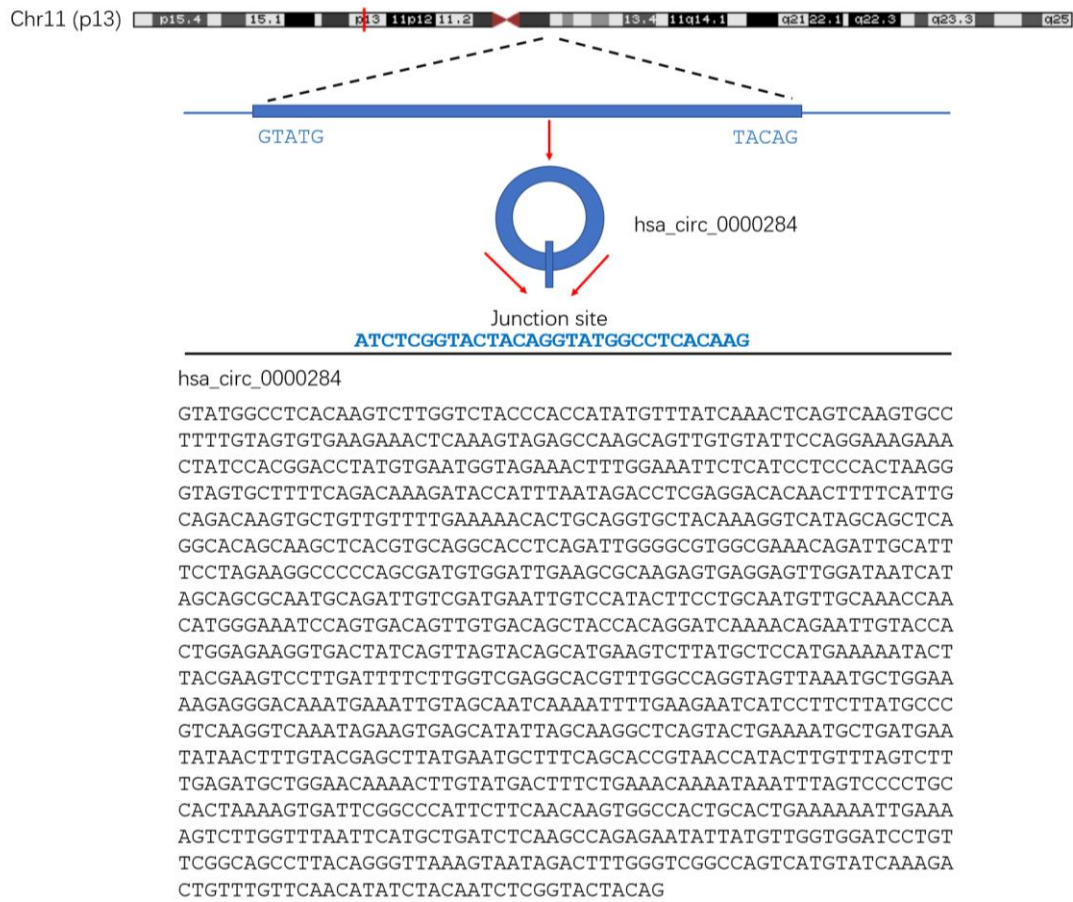 Chr11 (p13) p15.4 15.1 p13 11p12 11.2 13.4 11q14.1 q21 22.1 q22.3 q23.3 q25
GTATG TACAG
hsa_circ_0000284
Junction site
ATCTCGGTACTACAGGTATGGCCTCACAAG
hsa_circ_0000284
GTATGGCCTCACAAGTCTTGGTCTACCCACCATATGTTTATCAAACTCAGTCAAGTGCC
TTTTGTAGTGTGAAGAAACTCAAAGTAGAGCCAAGCAGTTGTGTATTCCAGGAAAGAAA
CTATCCACGGACCTATGTGAATGGTAGAAACTTTGGAAATTCTCATCCTCCCACTAAGG
GTAGTGCTTTTCAGACAAAGATACCATTTAATAGACCTCGAGGACACAACTTTTCATTG
CAGACAAGTGCTGTTGTTTTGAAAAACACTGCAGGTGCTACAAAGGTCATAGCAGCTCA
GGCACAGCAAGCTCACGTGCAGGCACCTCAGATTGGGGCGTGGCGAAACAGATTGCATT
TCCTAGAAGGCCCCCAGCGATGTGGATTGAAGCGCAAGAGTGAGGAGTTGGATAATCAT
AGCAGCGCAATGCAGATTGTCGATGAATTGTCCATACTTCCTGCAATGTTGCAAACCAA
CATGGGAAATCCAGTGACAGTTGTGACAGCTACCACAGGATCAAAACAGAATTGTACCA
CTGGAGAAGGTGACTATCAGTTAGTACAGCATGAAGTCTTATGCTCCATGAAAAATACT
TACGAAGTCCTTGATTTTCTTGGTCGAGGCACGTTTGGCCAGGTAGTTAAATGCTGGAA
AAGAGGGACAAATGAAATTGTAGCAATCAAAATTTTGAAGAATCATCCTTCTTATGCCC
GTCAAGGTCAAATAGAAGTGAGCATATTAGCAAGGCTCAGTACTGAAAATGCTGATGAA
TATAACTTTGTACGAGCTTATGAATGCTTTCAGCACCGTAACCATACTTGTTTAGTCTT
TGAGATGCTGGAACAAAACTTGTATGACTTTCTGAAACAAAATAAATTTAGTCCCCTGC
CACTAAAAGTGATTCGGCCCATTCTTCAACAAGTGGCCACTGCACTGAAAAAATTGAAA
AGTCTTGGTTTAATTCATGCTGATCTCAAGCCAGAGAATATTATGTTGGTGGATCCTGT
TCGGCAGCCTTACAGGGTTAAAGTAATAGACTTTGGGTCGGCCAGTCATGTATCAAAGA
CTGTTTGTTCAACATATCTACAATCTCGGTACTACAG